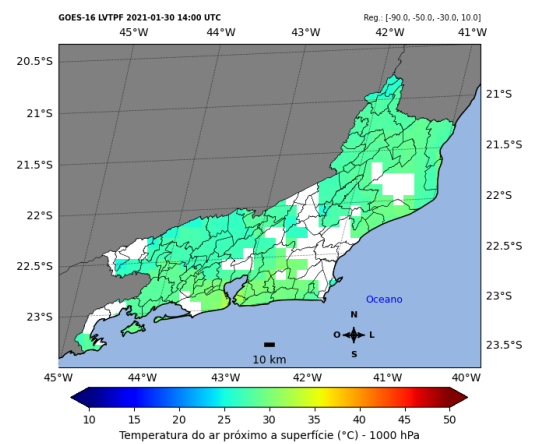 GOES-16 LVTPF 2021-01-30 14:00 UTC
Reg.: [-90.0, -50.0, -30.0, 10.0]
45°W 44°W 43°W 42°W 41°W
20.5°S
21°S 21°S
21.5°S 21.5°S
22°S 22°S
22.5°S 22.5°S
23°S 23°S
Oceano
N
O L
S
23.5°S
10 km
45°W 44°W 43°W 42°W 41°W 40°W
10 15 20 25 30 35 40 45 50
Temperatura do ar próximo a superfície (°C) - 1000 hPa